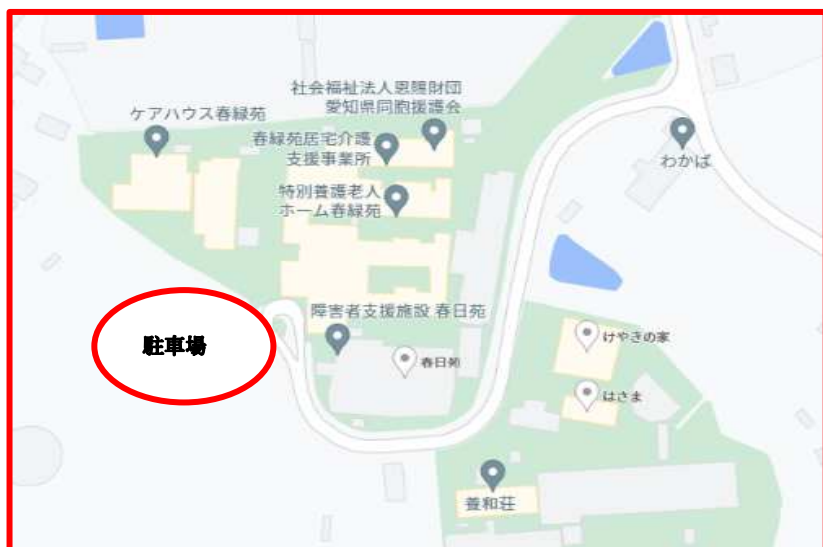 社会福祉法人恩賜財団
愛知県同胞援護会
ケアハウス春緑苑
春緑苑居宅介護
支援事業所
わかば
特別養護老人
ホーム春緑苑
障害者支援施設 春日苑
駐車場
けやきの家
春日苑
はさま
養和荘